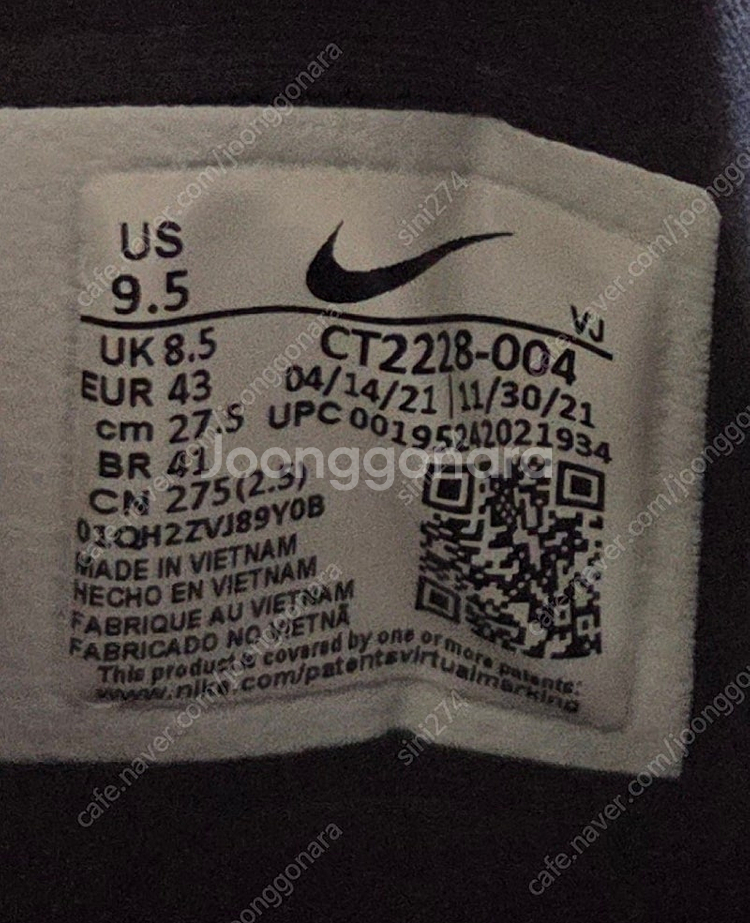 US
9.5
VJ
UK 8.5
EUR 43
cm 27.5
BR 41
CN 275(2.5)
CT2228-004
04/14/21 | 11/30/21
UPC 00195242021934
MADE IN VIETNAM
HECHO EN VIETNAM
FABRIQUE AU VIETNAM
FABRICADO NO VIETNÃ
This product is covered by one or more patents:
www.nike.com/patentsvirtualmarking
Joonggonara
cafe.naver.com/joonggonara
sini274